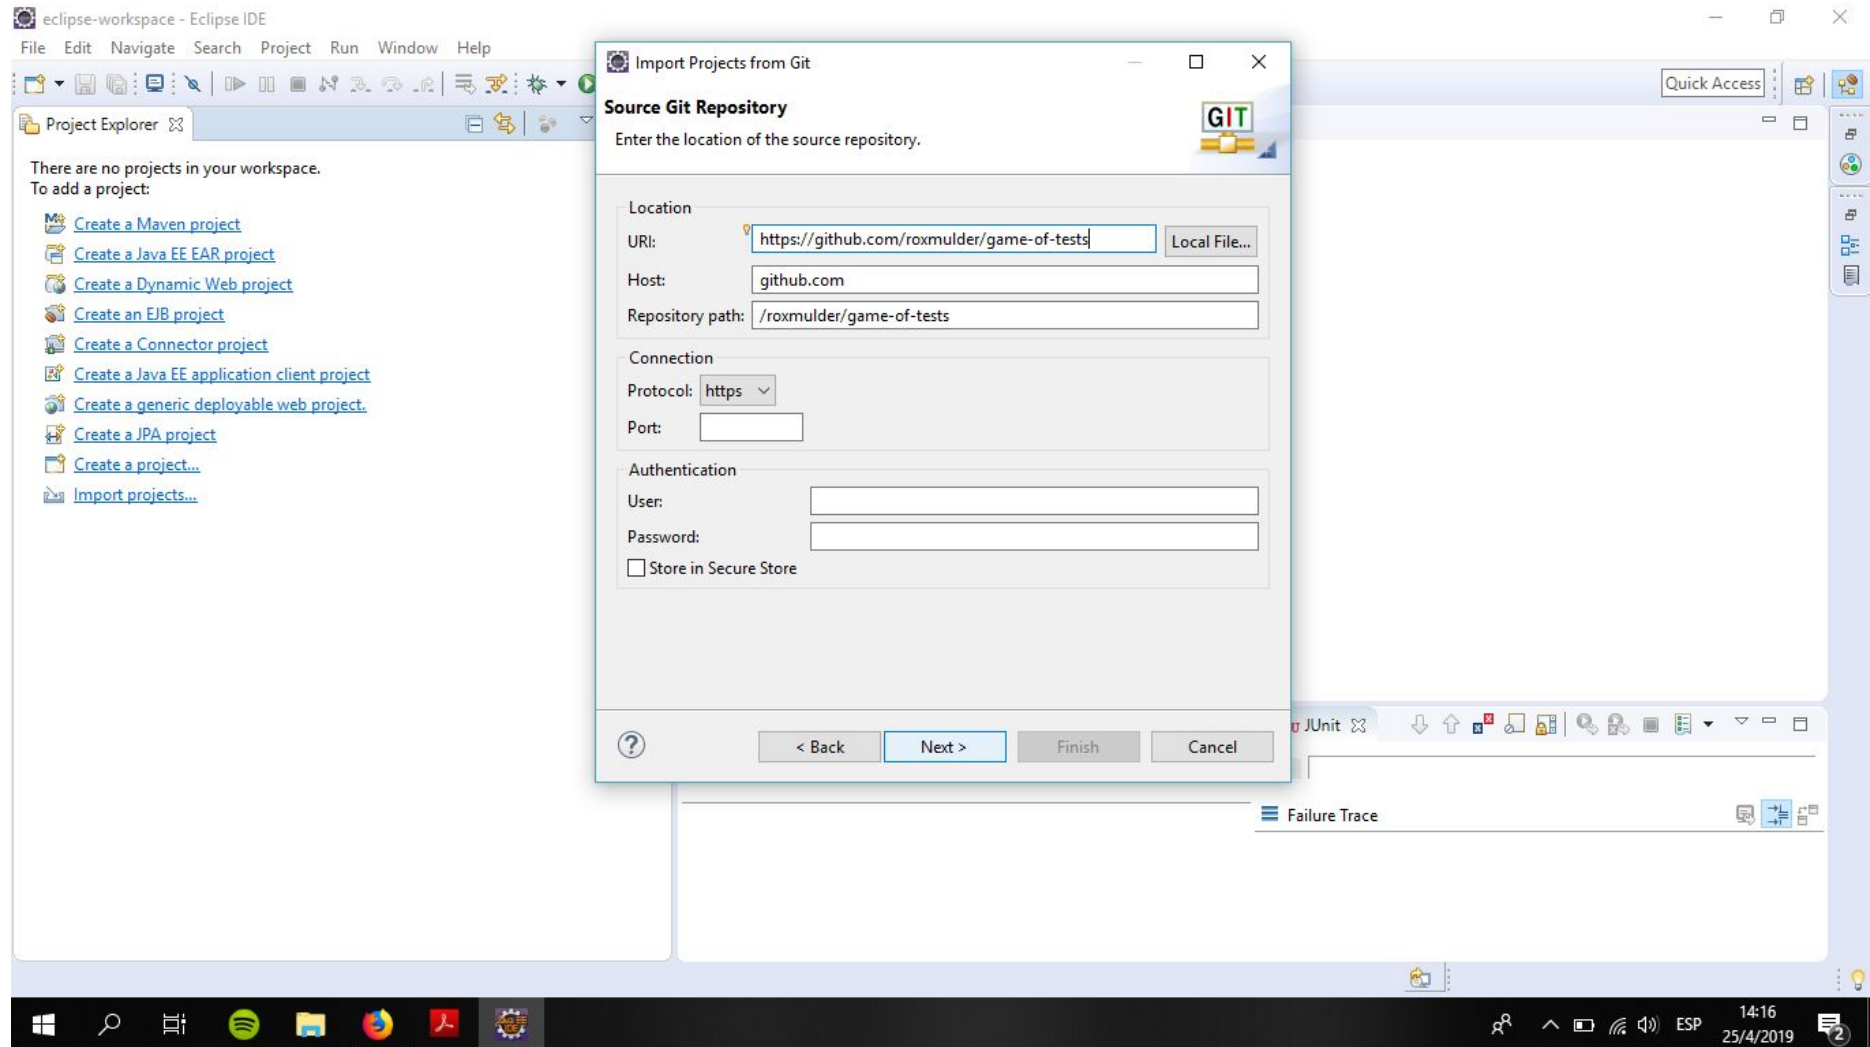 eclipse-workspace - Eclipse IDE
File Edit Navigate Search Project Run Window Help
Quick Access
Project Explorer
There are no projects in your workspace.
To add a project:
Create a Maven project
Create a Java EE EAR project
Create a Dynamic Web project
Create an EJB project
Create a Connector project
Create a Java EE application client project
Create a generic deployable web project.
Create a JPA project
Create a project...
Import projects...
Import Projects from Git
Source Git Repository
Enter the location of the source repository.
GIT
Location
URI: https://github.com/roxmulder/game-of-tests Local File...
Host: github.com
Repository path: /roxmulder/game-of-tests
Connection
Protocol: https
Port:
Authentication
User:
Password:
Store in Secure Store
< Back Next > Finish Cancel
JUnit
Failure Trace
ESP
14:16
25/4/2019
2